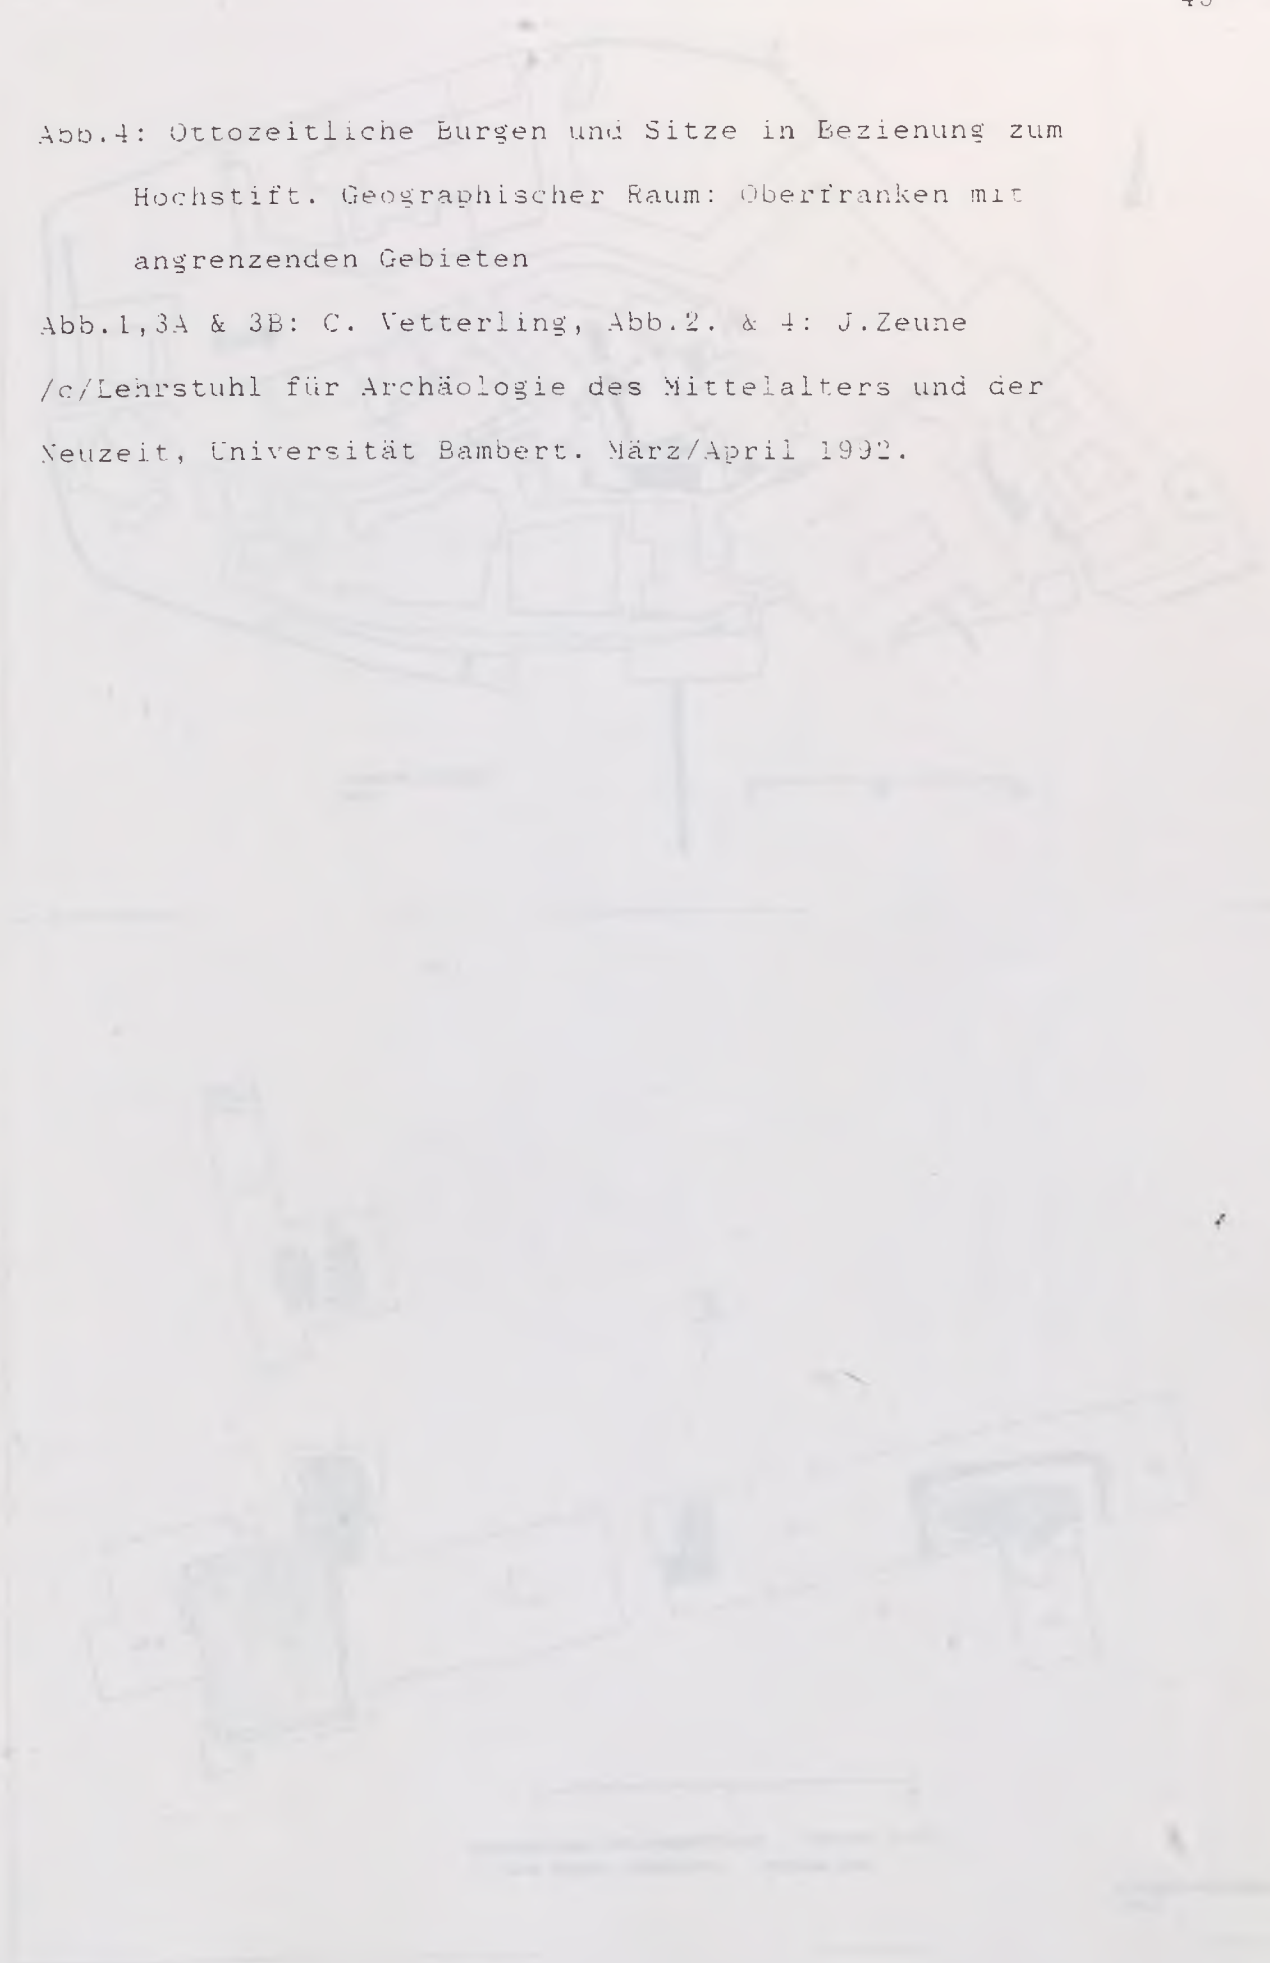 Abb.4: Ottozeitliche Burgen und Sitze in Beziehung zum
Hochstift. Geographischer Raum: Oberfranken mit
angrenzenden Gebieten
Abb.1,3A & 3B: C. Vetterling, Abb.2. & 4: J.Zeune
/c/Lehrstuhl für Archäologie des Mittelalters und der
Neuzeit, Universität Bambert. März/April 1992.